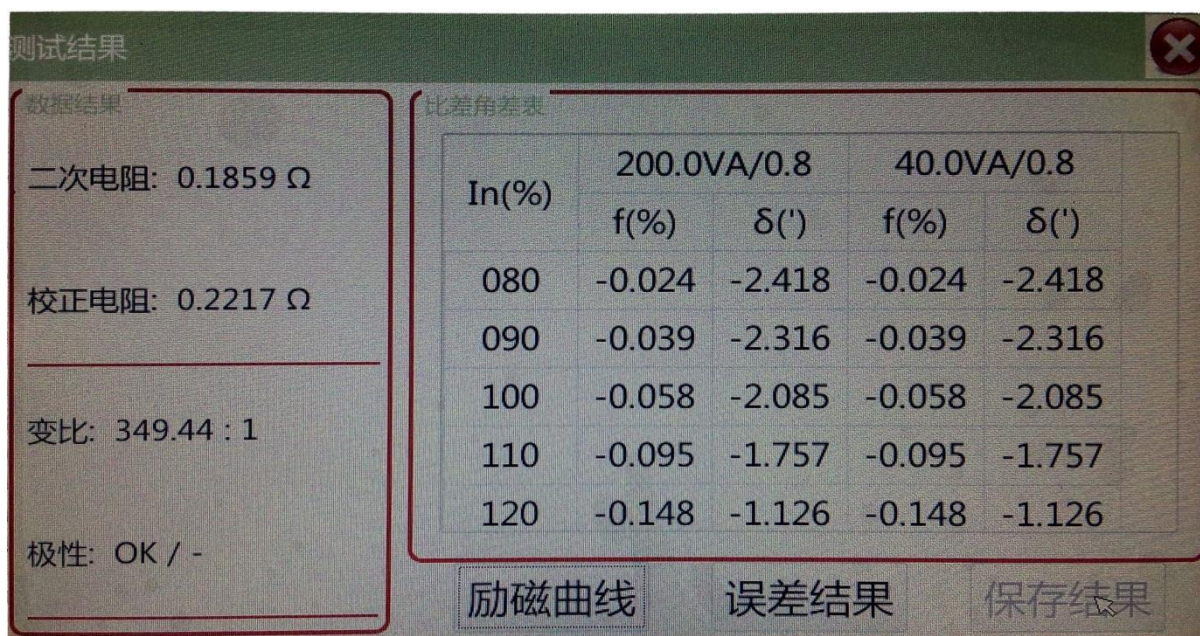 测试结果
数据结果
二次电阻: 0.1859 Ω
校正电阻: 0.2217 Ω
变比: 349.44 : 1
极性: OK / -
比差角差表
In(%) 200.0VA/0.8 40.0VA/0.8
f(%) δ(') f(%) δ(')
080 -0.024 -2.418 -0.024 -2.418
090 -0.039 -2.316 -0.039 -2.316
100 -0.058 -2.085 -0.058 -2.085
110 -0.095 -1.757 -0.095 -1.757
120 -0.148 -1.126 -0.148 -1.126
励磁曲线 误差结果 保存结果